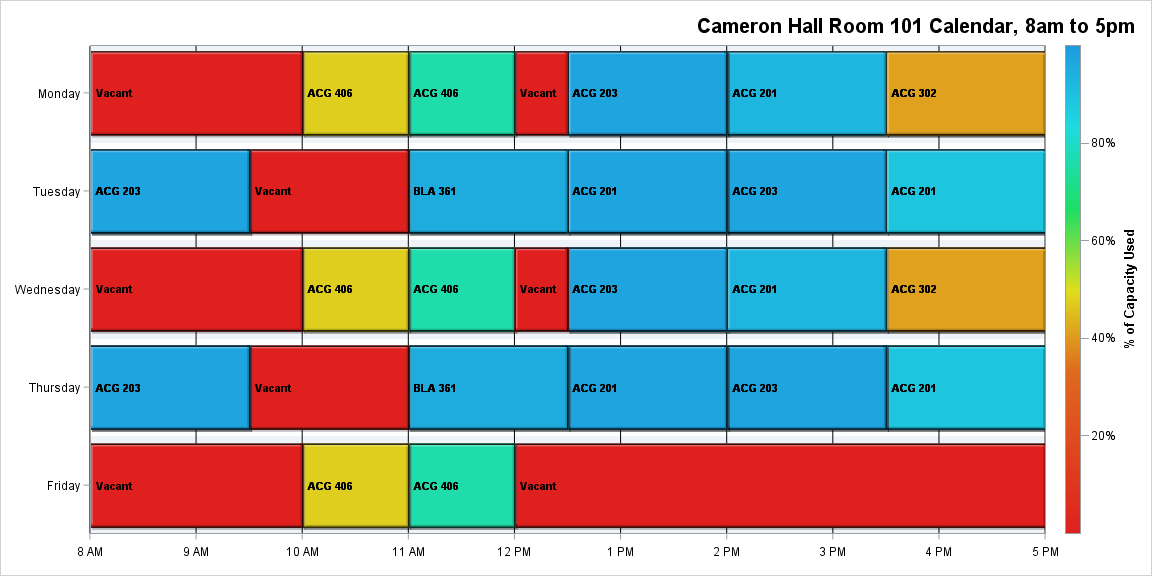 Cameron Hall Room 101 Calendar, 8am to 5pm
Monday
Vacant
ACG 406
ACG 406
Vacant
ACG 203
ACG 201
ACG 302
Tuesday
ACG 203
Vacant
BLA 361
ACG 201
ACG 203
ACG 201
Wednesday
Vacant
ACG 406
ACG 406
Vacant
ACG 203
ACG 201
ACG 302
Thursday
ACG 203
Vacant
BLA 361
ACG 201
ACG 203
ACG 201
Friday
Vacant
ACG 406
ACG 406
Vacant
8 AM
9 AM
10 AM
11 AM
12 PM
1 PM
2 PM
3 PM
4 PM
5 PM
80%
60%
40%
20%
% of Capacity Used